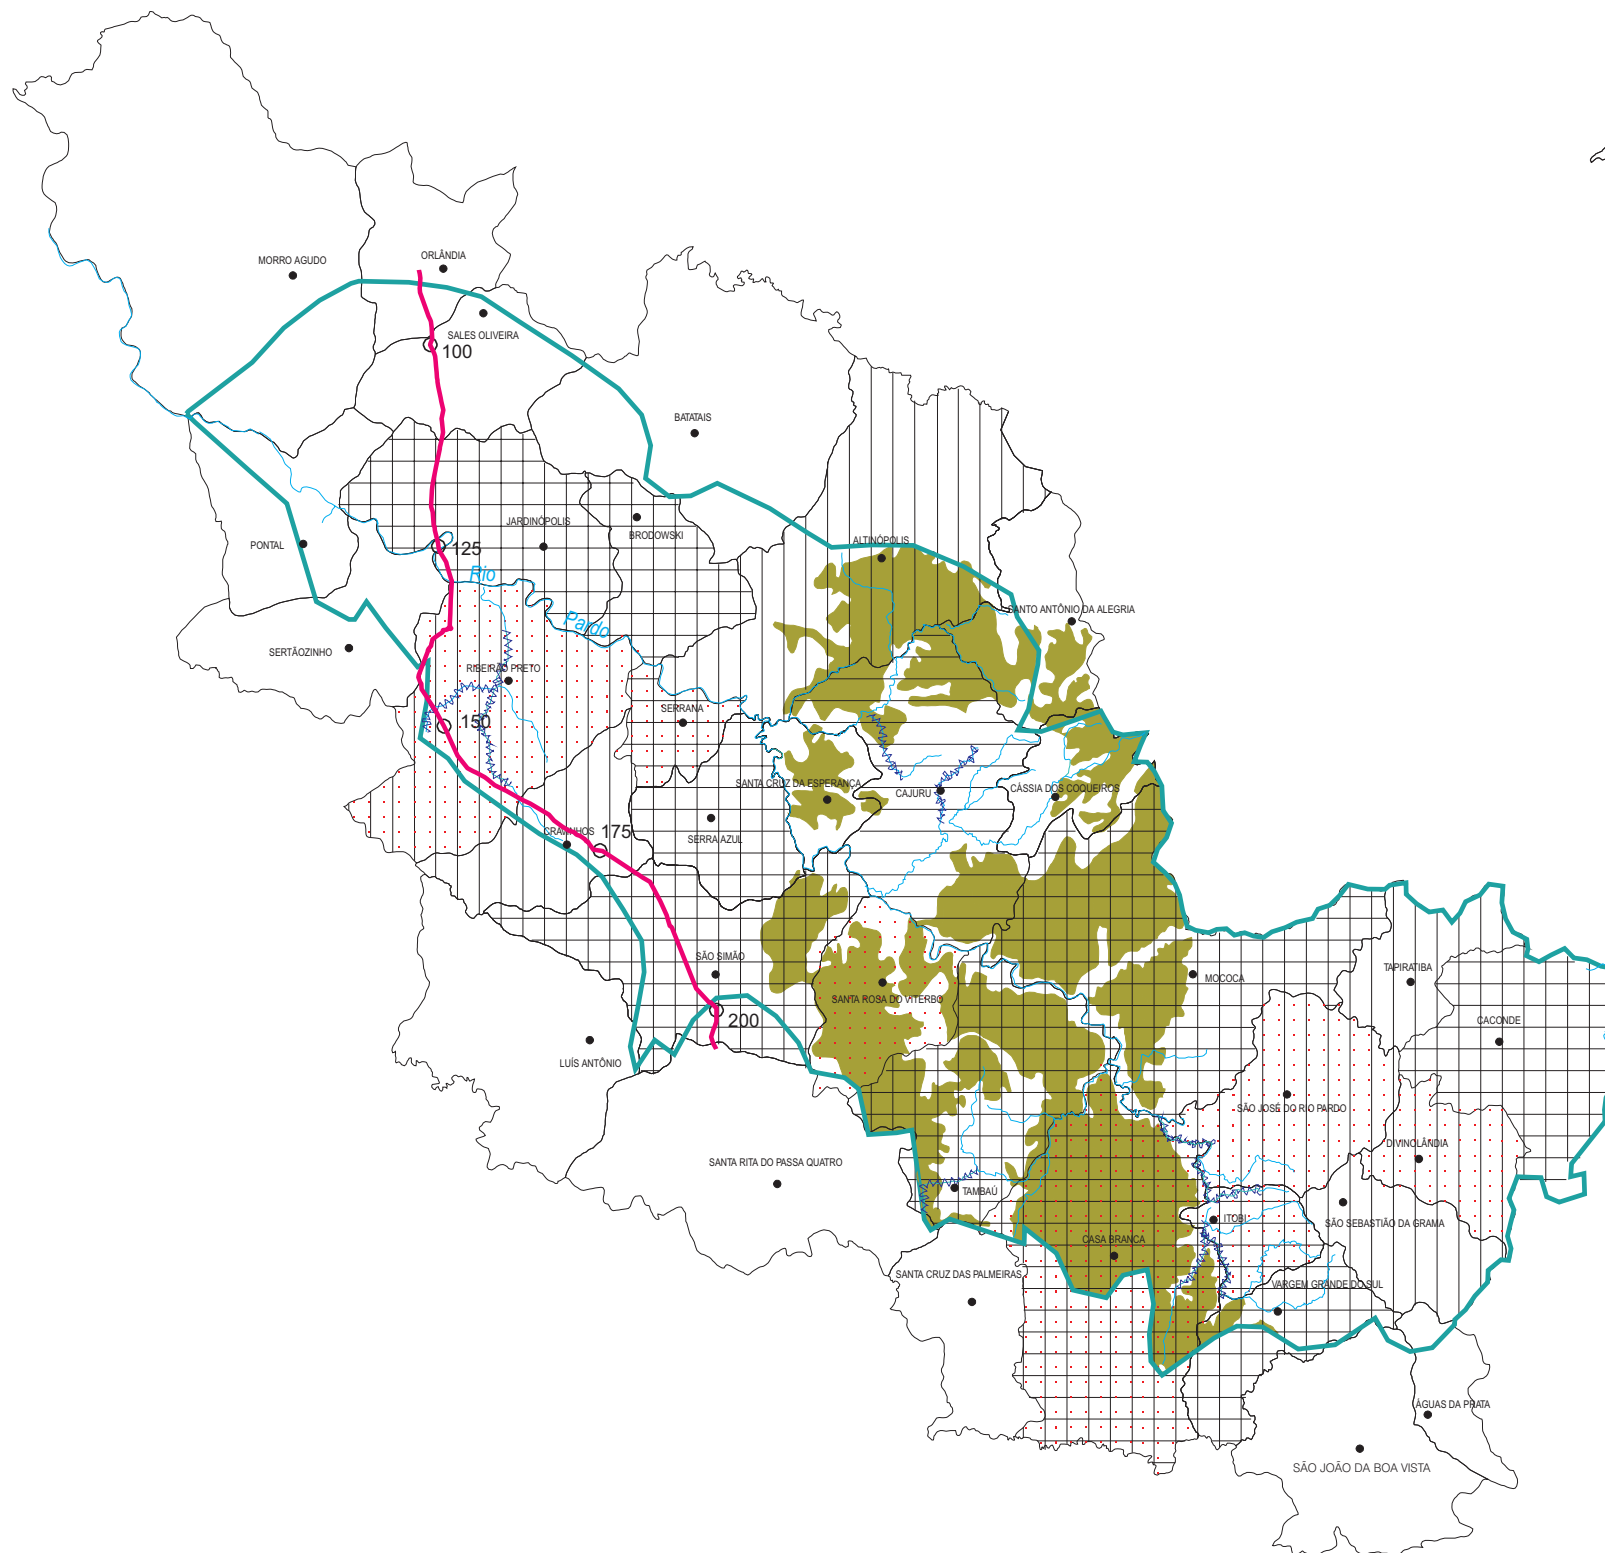 ORLÂNDIA
MORRO AGUDO
SALES OLIVEIRA
100
BATATAIS
JARDINÓPOLIS
BRODOWSKI
ALTINÓPOLIS
PONTAL
125
Rio
Pardo
SANTO ANTÔNIO DA ALEGRIA
SERTÃOZINHO
RIBEIRÃO PRETO
SERRANA
150
SANTA CRUZ DA ESPERANÇA
CAJURU
CÁSSIA DOS COQUEIROS
CRAVINHOS
175
SERRA AZUL
SÃO SIMÃO
TAPIRATIBA
MOCOCA
SANTA ROSA DO VITERBO
200
CACONDE
LUÍS ANTÔNIO
SÃO JOSÉ DO RIO PARDO
DIVINOLÂNDIA
SANTA RITA DO PASSA QUATRO
TAMBAÚ
ITOBI
SÃO SEBASTIÃO DA GRAMA
CASA BRANCA
SANTA CRUZ DAS PALMEIRAS
VARGEM GRANDE DO SUL
ÁGUAS DA PRATA
SÃO JOÃO DA BOA VISTA